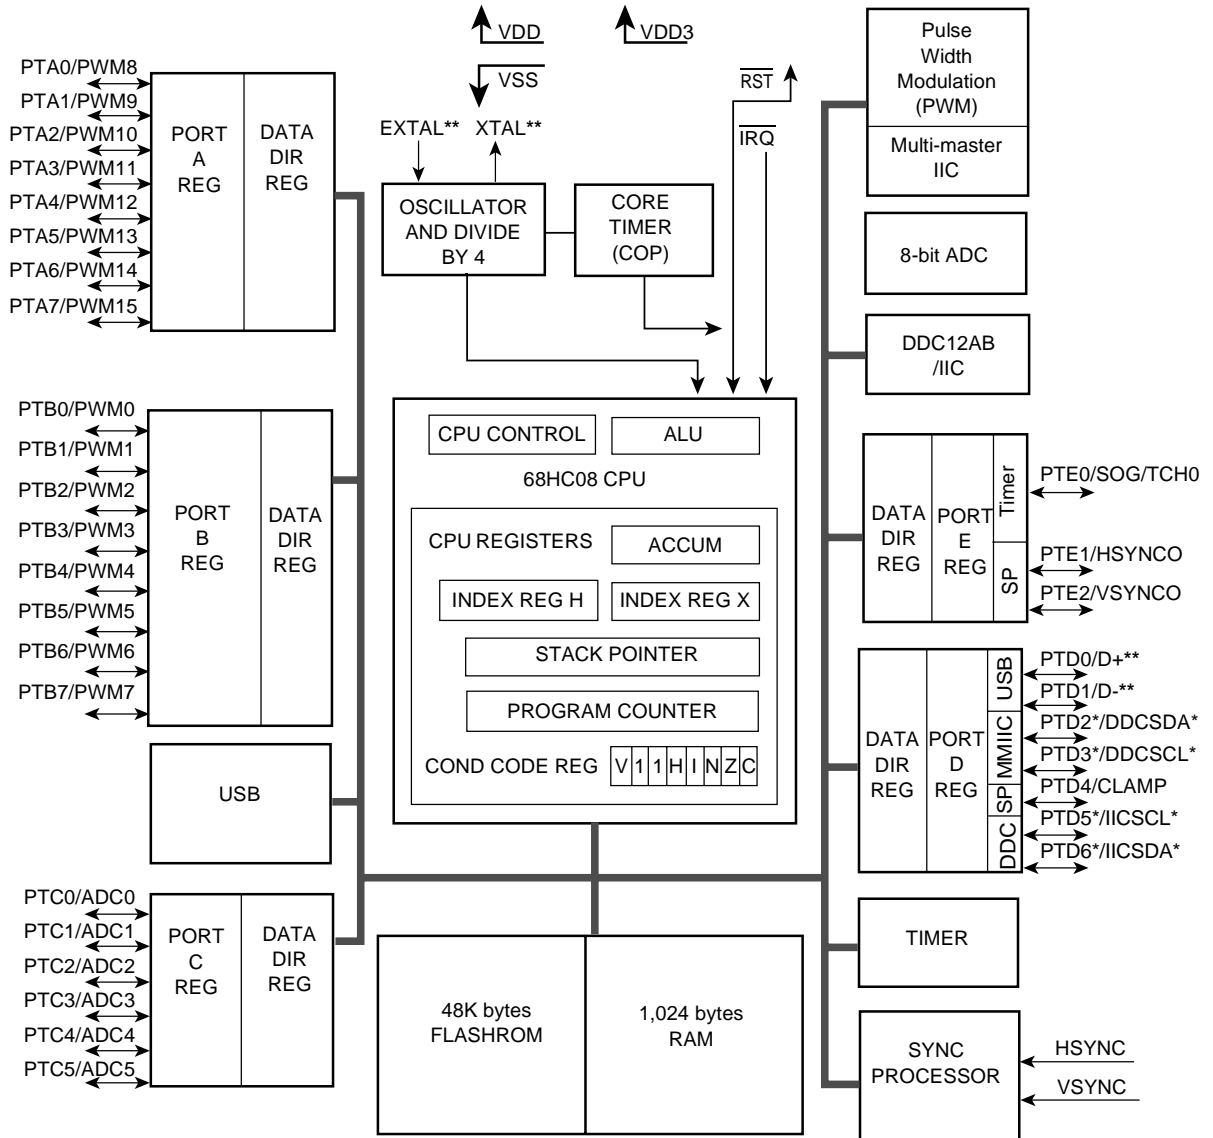 VDD
VDD3
VSS
RST
EXTAL**
XTAL**
IRQ
PTA0/PWM8
PTA1/PWM9
PTA2/PWM10
PTA3/PWM11
PTA4/PWM12
PTA5/PWM13
PTA6/PWM14
PTA7/PWM15
PORT
A
REG
DATA
DIR
REG
OSCILLATOR
AND DIVIDE
BY 4
CORE
TIMER
(COP)
Pulse
Width
Modulation
(PWM)
Multi-master
IIC
8-bit ADC
DDC12AB
/IIC
PTB0/PWM0
PTB1/PWM1
PTB2/PWM2
PTB3/PWM3
PTB4/PWM4
PTB5/PWM5
PTB6/PWM6
PTB7/PWM7
PORT
B
REG
DATA
DIR
REG
CPU CONTROL
ALU
68HC08 CPU
CPU REGISTERS
ACCUM
INDEX REG H
INDEX REG X
STACK POINTER
PROGRAM COUNTER
COND CODE REG
V 1 1 H I N Z C
DATA
DIR
REG
PORT
E
REG
Timer
SP
PTE0/SOG/TCH0
PTE1/HSYNCO
PTE2/VSYNCO
DATA
DIR
REG
PORT
D
REG
USB
MMIIC
SP
DDC
PTD0/D+**
PTD1/D-**
PTD2*/DDCSDA*
PTD3*/DDCSCL*
PTD4/CLAMP
PTD5*/IICSCL*
PTD6*/IICSDA*
USB
PTC0/ADC0
PTC1/ADC1
PTC2/ADC2
PTC3/ADC3
PTC4/ADC4
PTC5/ADC5
PORT
C
REG
DATA
DIR
REG
48K bytes
FLASHROM
1,024 bytes
RAM
TIMER
SYNC
PROCESSOR
HSYNC
VSYNC